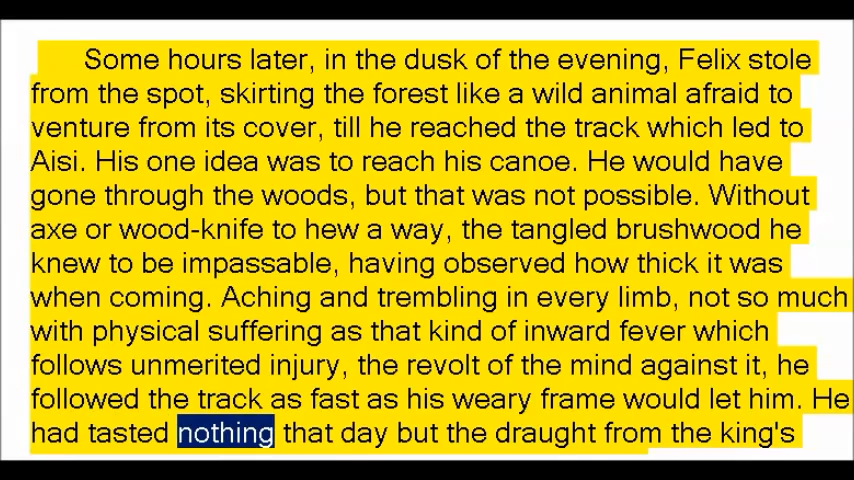 Some hours later, in the dusk of the evening, Felix stole
from the spot, skirting the forest like a wild animal afraid to
venture from its cover, till he reached the track which led to
Aisi. His one idea was to reach his canoe. He would have
gone through the woods, but that was not possible. Without
axe or wood-knife to hew a way, the tangled brushwood he
knew to be impassable, having observed how thick it was
when coming. Aching and trembling in every limb, not so much
with physical suffering as that kind of inward fever which
follows unmerited injury, the revolt of the mind against it, he
followed the track as fast as his weary frame would let him. He
had tasted nothing that day but the draught from the king's